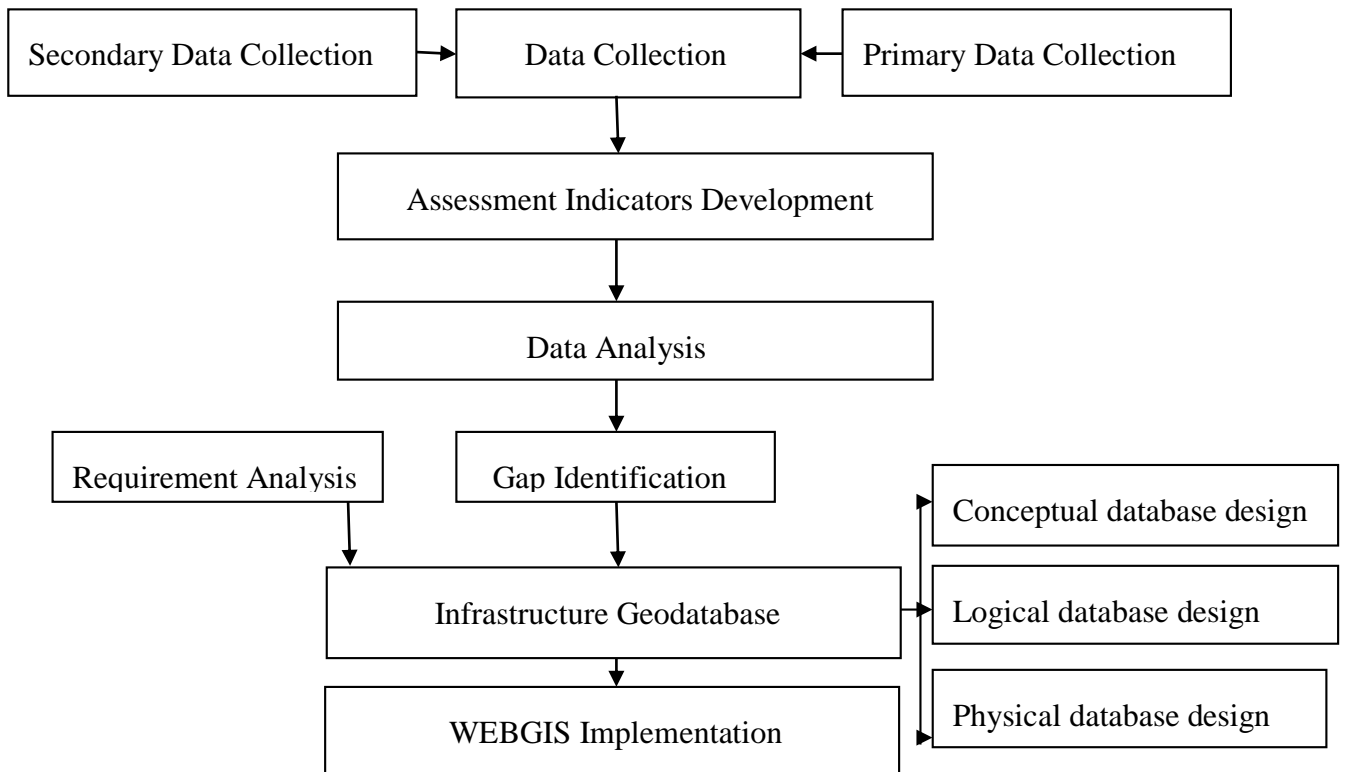 Secondary Data Collection
Data Collection
Primary Data Collection
Assessment Indicators Development
Data Analysis
Requirement Analysis
Gap Identification
Conceptual database design
Infrastructure Geodatabase
Logical database design
WEBGIS Implementation
Physical database design